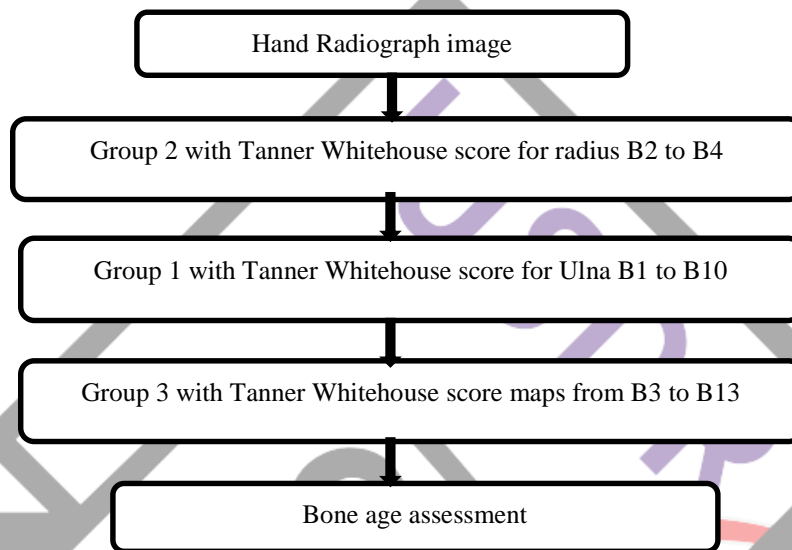 Hand Radiograph image
Group 2 with Tanner Whitehouse score for radius B2 to B4
Group 1 with Tanner Whitehouse score for Ulna B1 to B10
Group 3 with Tanner Whitehouse score maps from B3 to B13
Bone age assessment